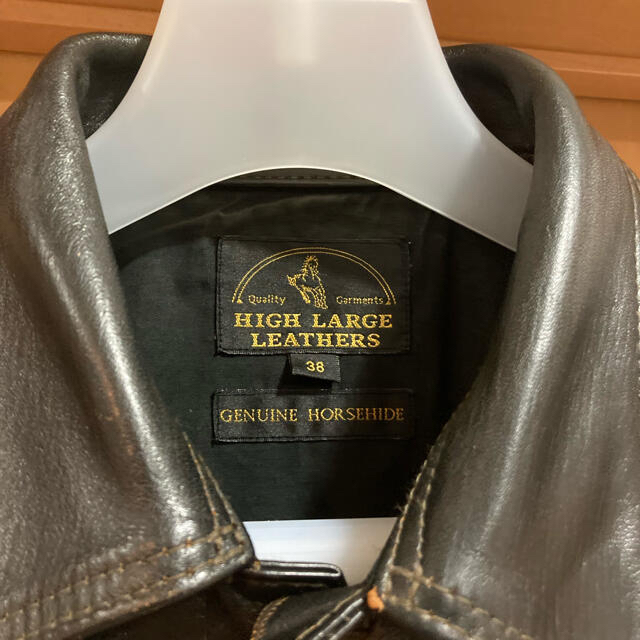 Quality Garments
HIGH LARGE
LEATHERS
38
GENUINE HORSEHIDE